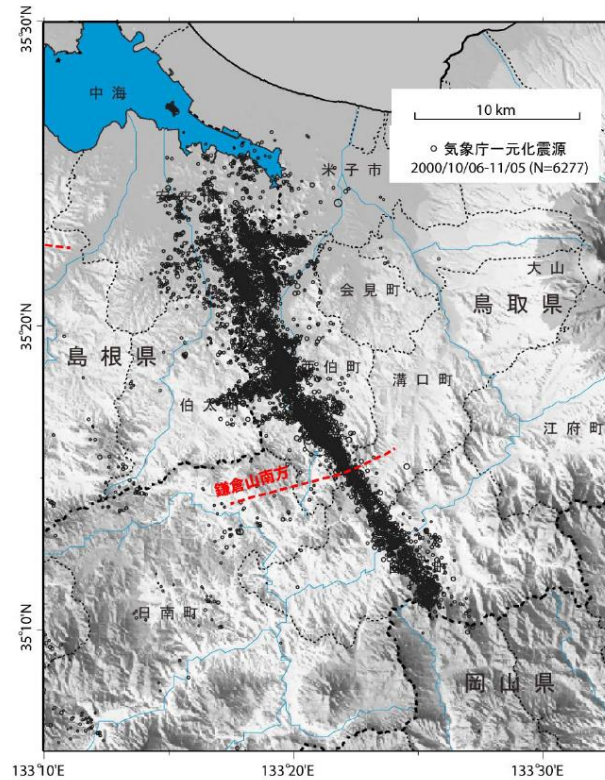 35°30'N
中海
10 km
気象庁一元化震源
2000/10/06-11/05 (N=6277)
米子市
大山
会見町
鳥取県
35°20'N
島根県
伯町
溝口町
伯太
江府町
鎌倉山南方
町
日南町
35°10'N
岡山県
133°10'E
133°20'E
133°30'E